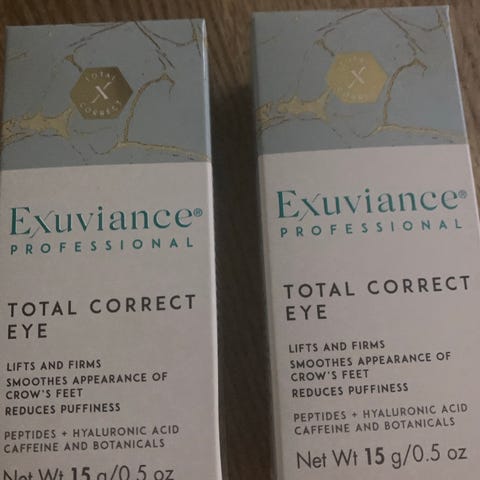 TOTAL
X
CORRECT
Exuviance®
PROFESSIONAL
TOTAL CORRECT
EYE
LIFTS AND FIRMS
SMOOTHES APPEARANCE OF
CROW'S FEET
REDUCES PUFFINESS
PEPTIDES + HYALURONIC ACID
CAFFEINE AND BOTANICALS
Net Wt 15 g/0.5 oz
TOTAL
X
Exuviance®
PROFESSIONAL
TOTAL CORRECT
EYE
LIFTS AND FIRMS
SMOOTHES APPEARANCE OF
CROW'S FEET
REDUCES PUFFINESS
PEPTIDES + HYALURONIC ACID
CAFFEINE AND BOTANICALS
Net Wt 15 g/0.5 oz